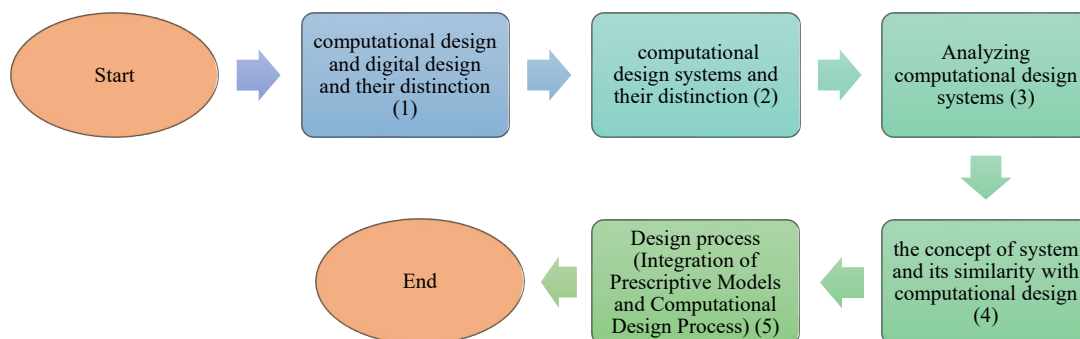 Start
computational design
and digital design
and their distinction
(1)
computational
design systems and
their distinction (2)
Analyzing
computational design
systems (3)
the concept of system
and its similarity with
computational design
(4)
Design process
(Integration of
Prescriptive Models
and Computational
Design Process) (5)
End